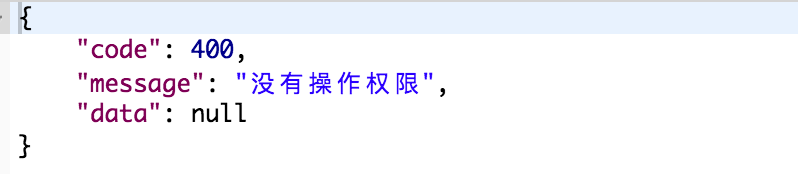 {
    "code": 400,
    "message": "没有操作权限",
    "data": null
}